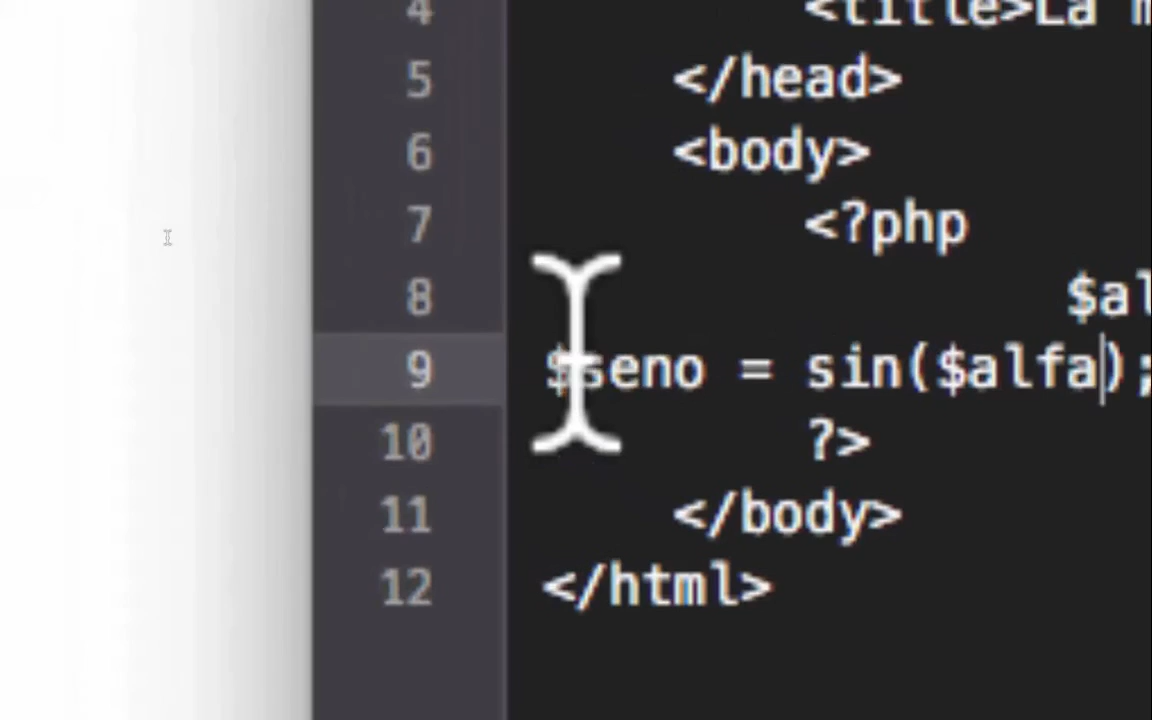 4 <title>La
5 </head>
6 <body>
7 <?php
8 $al
9 $seno = sin($alfa);
10 ?>
11 </body>
12 </html>